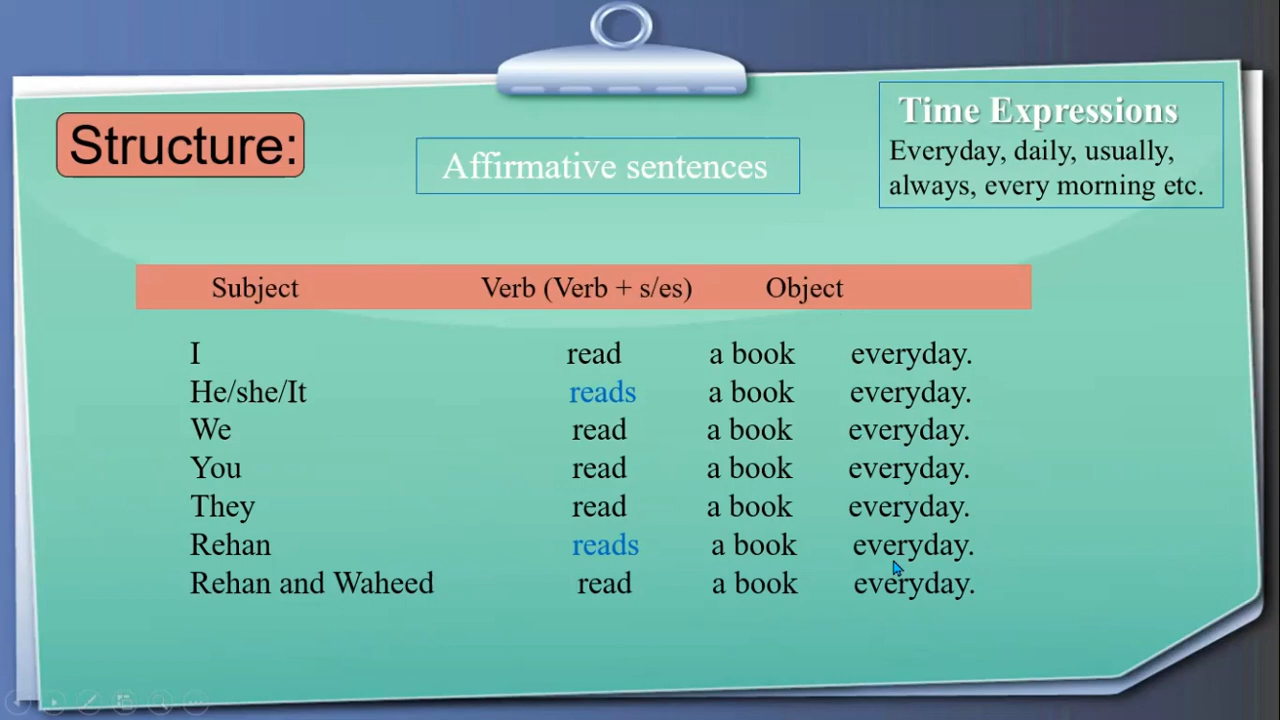 Structure:
Affirmative sentences
Time Expressions
Everyday, daily, usually,
always, every morning etc.
Subject Verb (Verb + s/es) Object
I read a book everyday.
He/she/It reads a book everyday.
We read a book everyday.
You read a book everyday.
They read a book everyday.
Rehan reads a book everyday.
Rehan and Waheed read a book everyday.